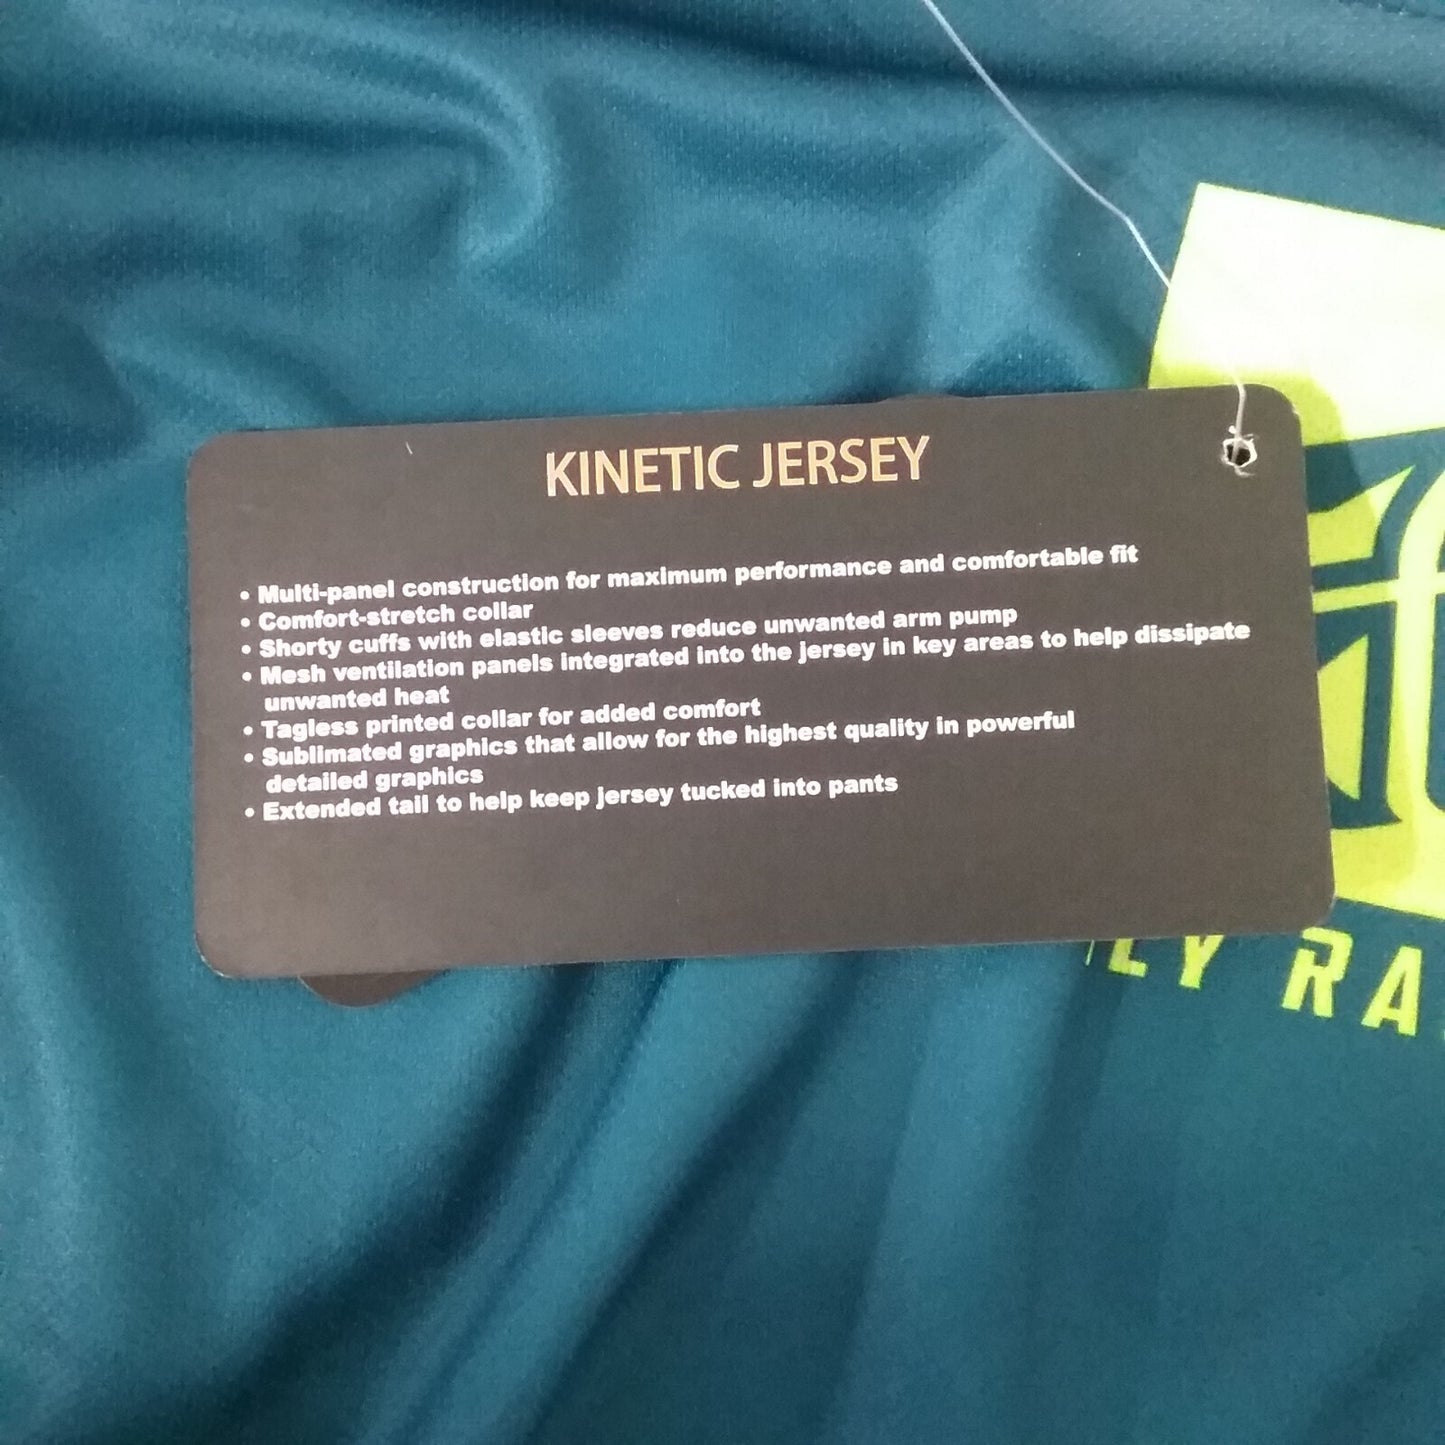 KINETIC JERSEY
• Multi-panel construction for maximum performance and comfortable fit
• Comfort-stretch collar
• Shorty cuffs with elastic sleeves reduce unwanted arm pump
• Mesh ventilation panels integrated into the jersey in key areas to help dissipate
unwanted heat
• Tagless printed collar for added comfort
• Sublimated graphics that allow for the highest quality in powerful
detailed graphics
• Extended tail to help keep jersey tucked into pants